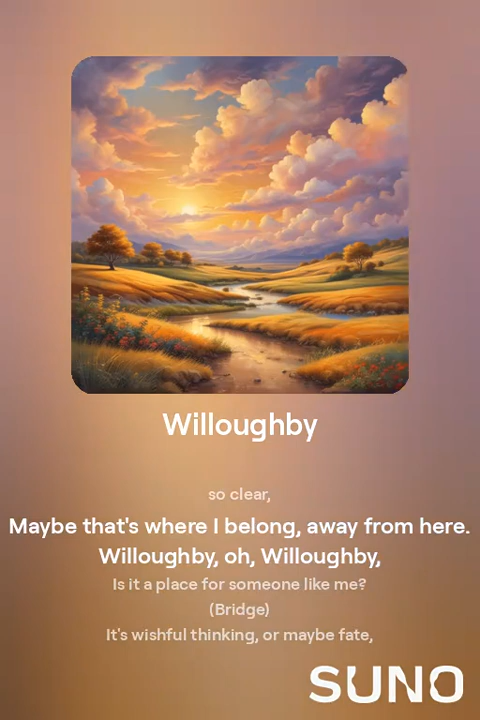 Willoughby
so clear,
Maybe that's where I belong, away from here.
Willoughby, oh, Willoughby,
Is it a place for someone like me?
(Bridge)
It's wishful thinking, or maybe fate,
SUNO